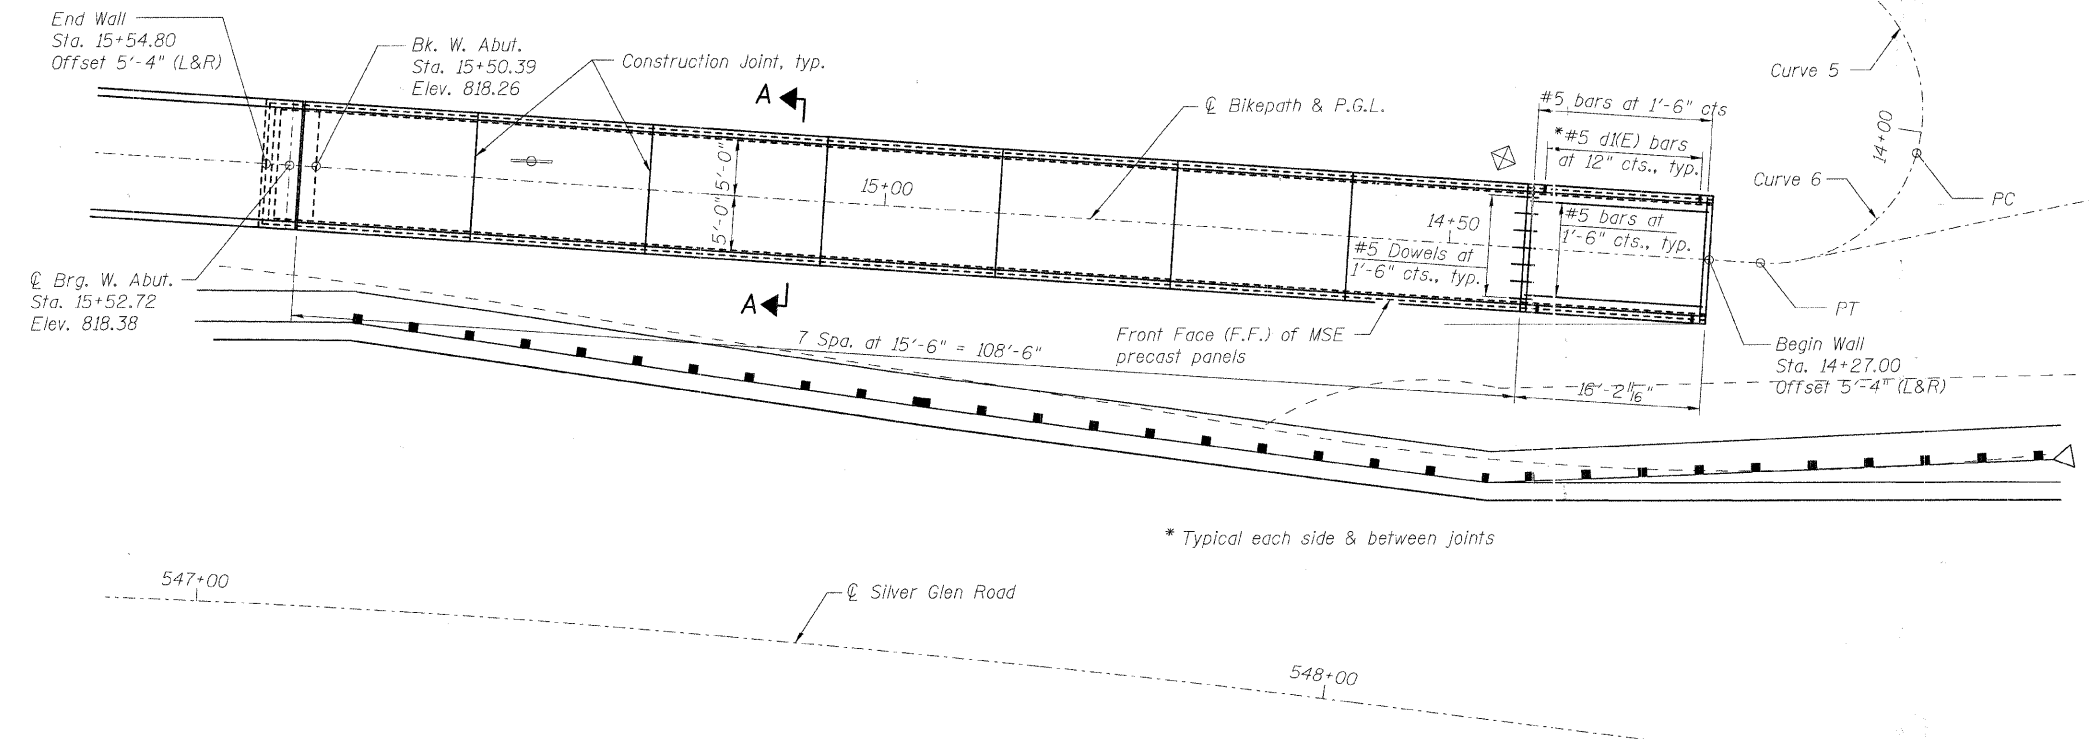 End Wall
Sta. 15+54.80
Offset 5'-4" (L&R)
Bk. W. Abut.
Sta. 15+50.39
Elev. 818.26
Construction Joint, typ.
A
℄ Bikepath & P.G.L.
#5 bars at 1'-6" cts
*#5 d1(E) bars
at 12" cts., typ.
Curve 5
14+00
Curve 6
PC
5'-0"
5'-0"
15+00
14+50
#5 bars at
1'-6" cts., typ.
#5 Dowels at
1'-6" cts., typ.
℄ Brg. W. Abut.
Sta. 15+52.72
Elev. 818.38
A
PT
7 Spa. at 15'-6" = 108'-6"
Front Face (F.F.) of MSE
precast panels
Begin Wall
Sta. 14+27.00
Offset 5'-4" (L&R)
16'-2 11/16"
* Typical each side & between joints
547+00
℄ Silver Glen Road
548+00